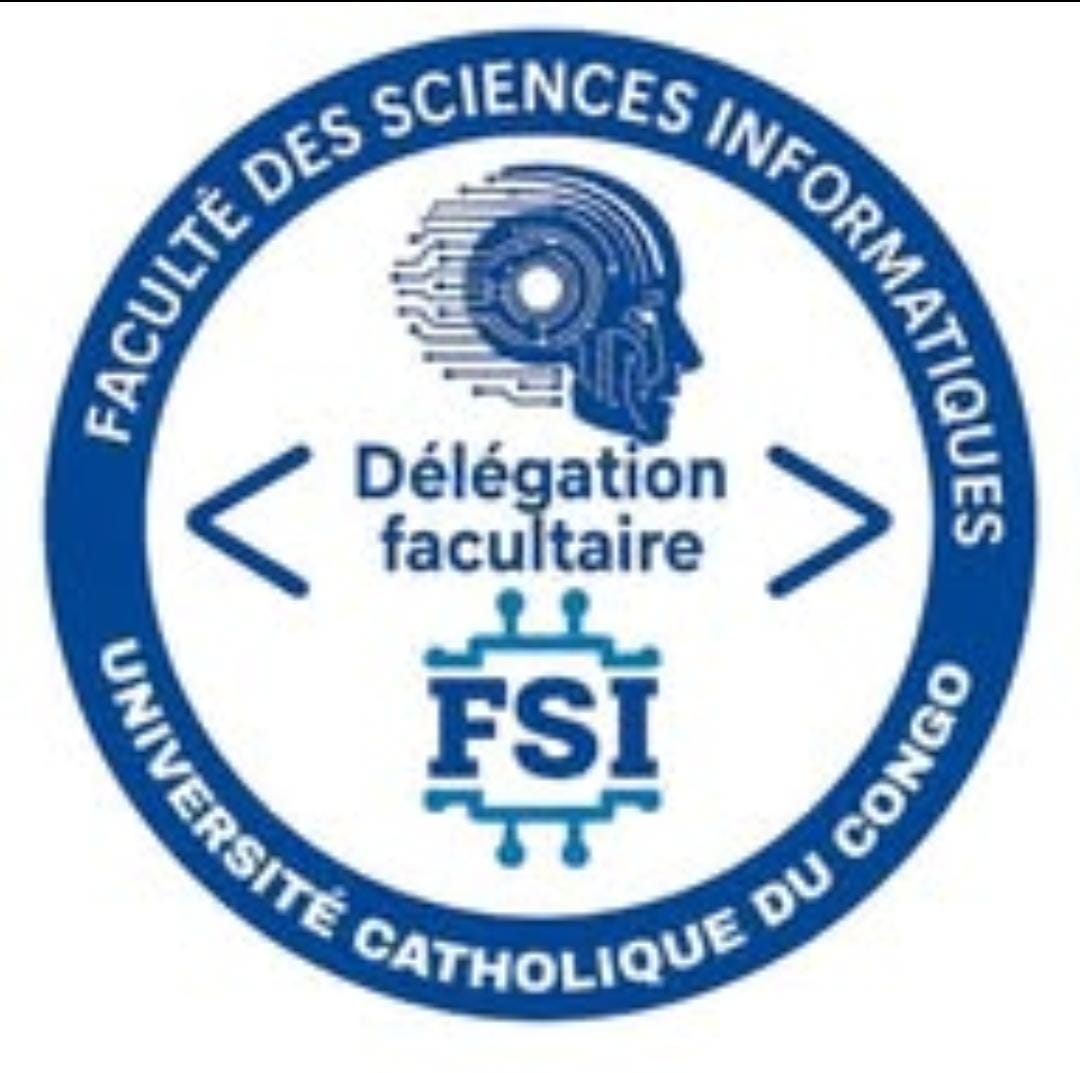 FACULTÉ DES SCIENCES INFORMATIQUES
Délégation
facultaire
FSI
UNIVERSITÉ CATHOLIQUE DU CONGO